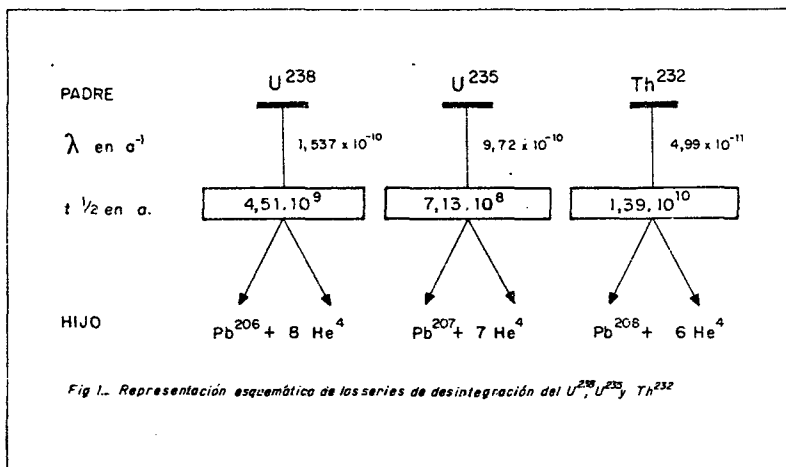 PADRE U²³⁸ U²³⁵ Th²³²
λ en a⁻¹ 1,537 x 10⁻¹⁰ 9,72 x 10⁻¹⁰ 4,99 x 10⁻¹¹
t ½ en a. 4,51.10⁹ 7,13.10⁸ 1,39.10¹⁰
HIJO Pb²⁰⁶ + 8 He⁴ Pb²⁰⁷ + 7 He⁴ Pb²⁰⁸ + 6 He⁴
Fig 1.. Representación esquemática de las series de desintegración del U²³⁸, U²³⁵ y Th²³²